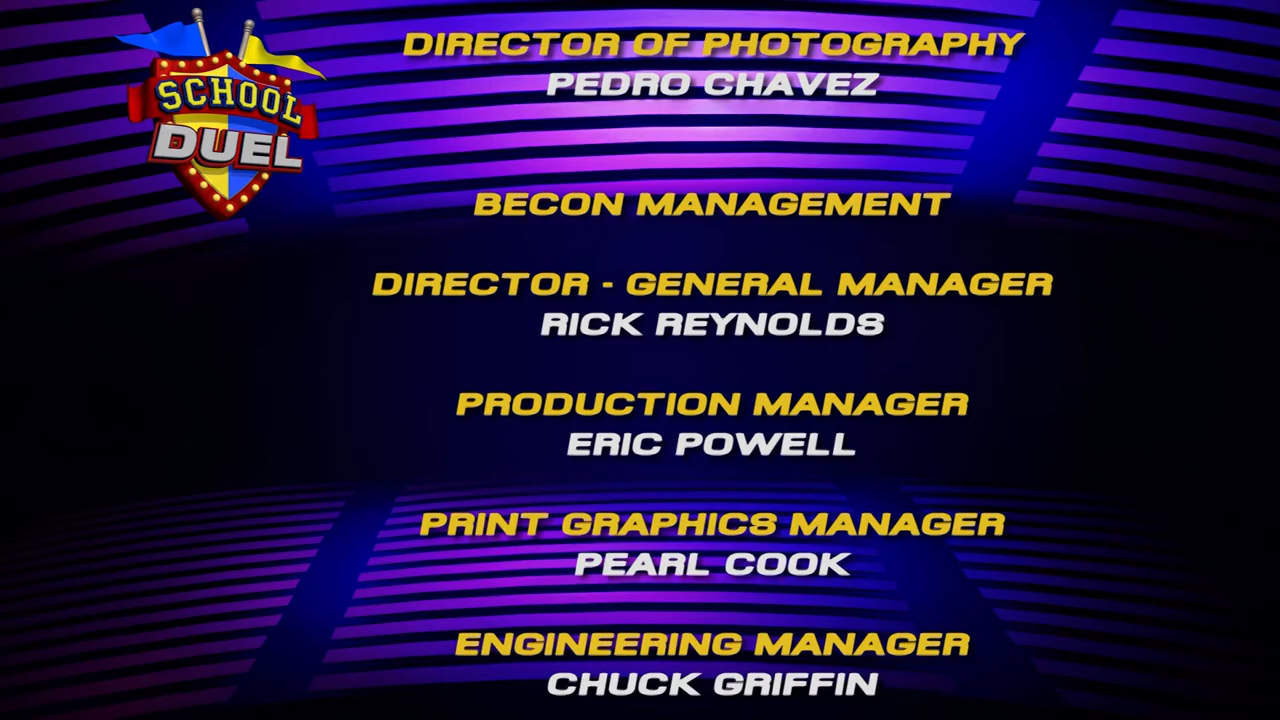 SCHOOL
DUEL
DIRECTOR OF PHOTOGRAPHY
PEDRO CHAVEZ
BECON MANAGEMENT
DIRECTOR - GENERAL MANAGER
RICK REYNOLDS
PRODUCTION MANAGER
ERIC POWELL
PRINT GRAPHICS MANAGER
PEARL COOK
ENGINEERING MANAGER
CHUCK GRIFFIN